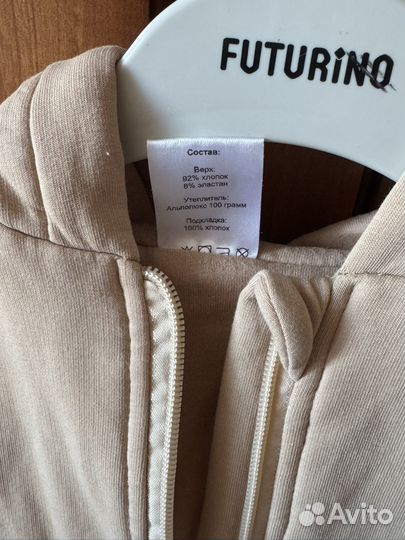 FUTURiNO
Состав:
Верх:
92% хлопок
8% эластан
Утеплитель:
Альполюкс 100 грамм
Подкладка:
100% хлопок
Avito